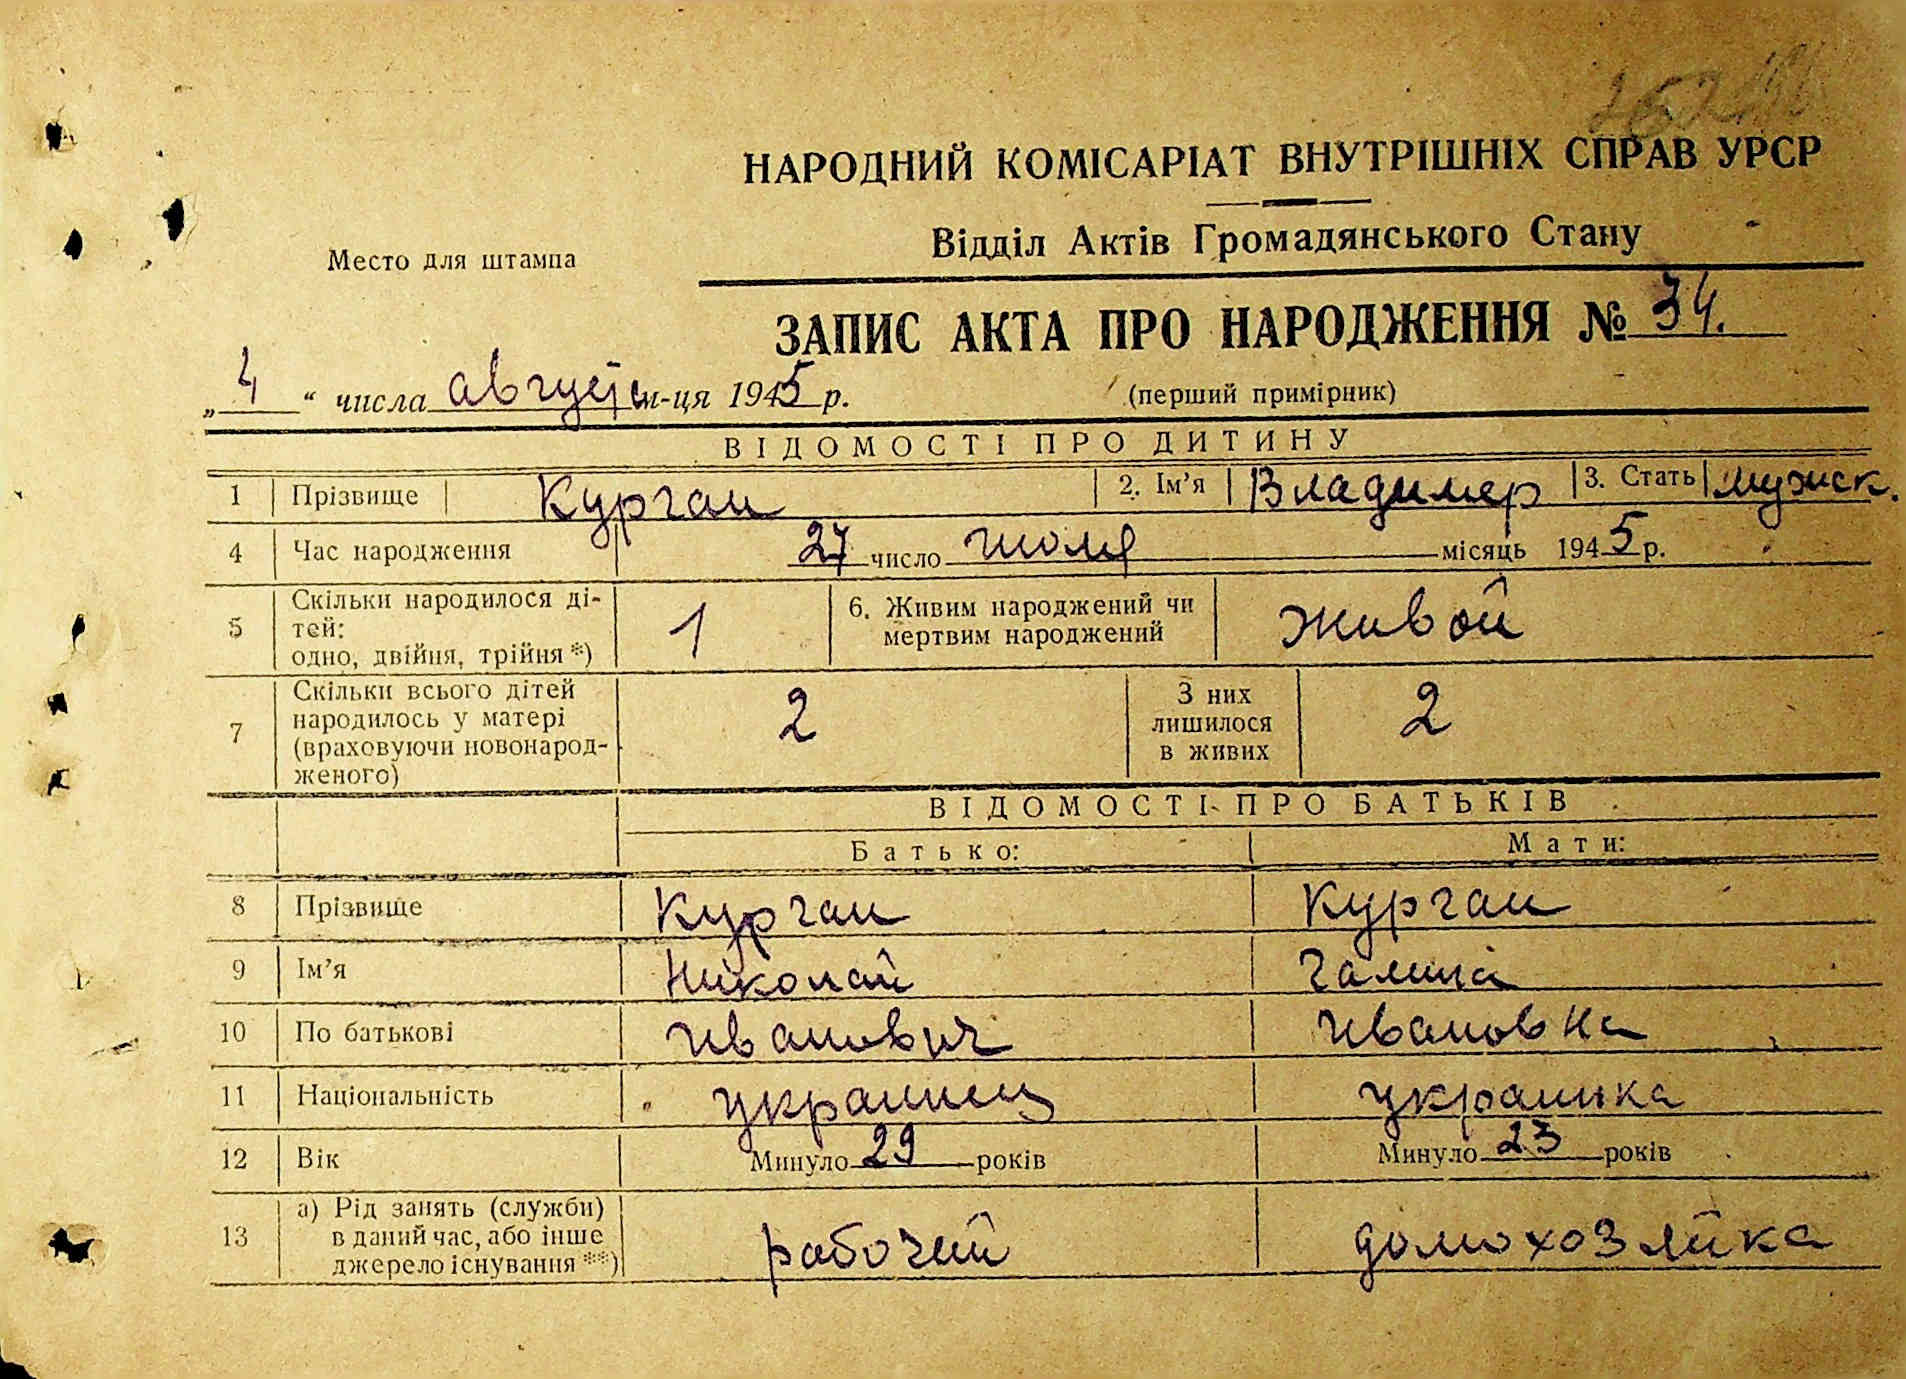 НАРОДНИЙ КОМІСАРІАТ ВНУТРІШНІХ СПРАВ УРСР
Відділ Актів Громадянського Стану
Место для штампа
ЗАПИС АКТА ПРО НАРОДЖЕННЯ № 34.
„4“ числа августа м-ця 1945 р.
(перший примірник)
ВІДОМОСТІ ПРО ДИТИНУ
1 Прізвище Курган 2. Ім’я Владимер 3. Стать мужск.
4 Час народження 27 число июля місяць 1945 р.
5 Скільки народилося ді-
тей:
одно, двійня, трійня *) 1 6. Живим народжений чи
мертвим народжений живой
7 Скільки всього дітей
народилось у матері
(враховуючи новонарод-
женого) 2 З них
лишилося
в живих 2
ВІДОМОСТІ ПРО БАТЬКІВ
Батько: Мати:
8 Прізвище Курган Курган
9 Ім’я Николай Галина
10 По батькові Иванович Ивановна
11 Національність украинец украинка
12 Вік Минуло 29 років Минуло 23 років
13 а) Рід занять (служби)
в даний час, або інше
джерело існування **) рабочий домохозяйка